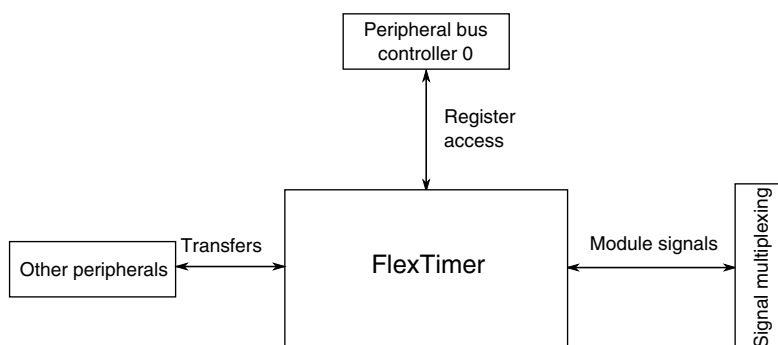 Peripheral bus
controller 0
Register
access
Transfers
Other peripherals
FlexTimer
Module signals
Signal multiplexing